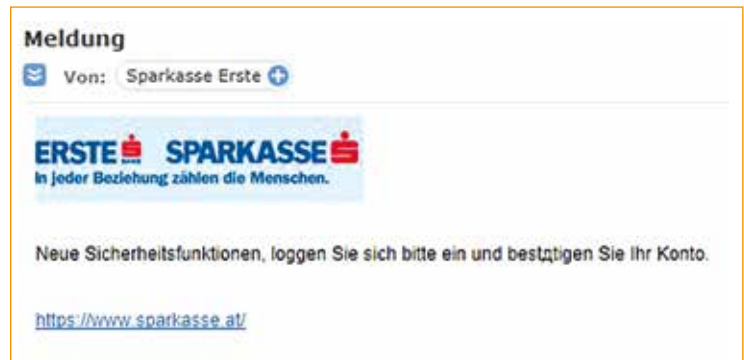 Meldung
Von: Sparkasse Erste
ERSTE SPARKASSE
In jeder Beziehung zählen die Menschen.
Neue Sicherheitsfunktionen, loggen Sie sich bitte ein und bestątigen Sie Ihr Konto.
https://www.sparkasse.at/